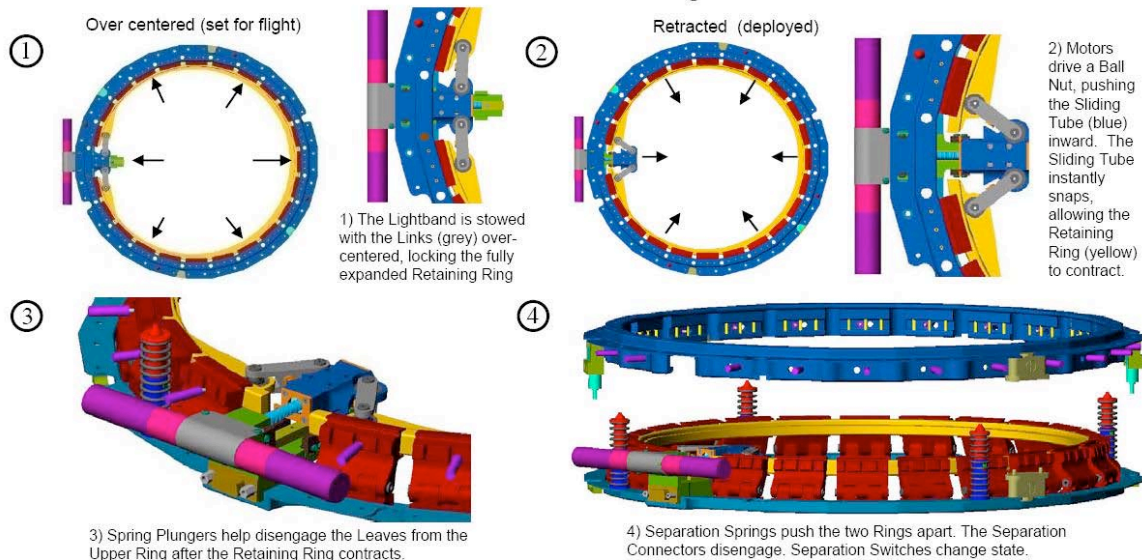 Over centered (set for flight)
1
1) The Lightband is stowed
with the Links (grey) over-
centered, locking the fully
expanded Retaining Ring
Retracted (deployed)
2
2) Motors
drive a Ball
Nut, pushing
the Sliding
Tube (blue)
inward. The
Sliding Tube
instantly
snaps,
allowing the
Retaining
Ring (yellow)
to contract.
3
3) Spring Plungers help disengage the Leaves from the
Upper Ring after the Retaining Ring contracts.
4
4) Separation Springs push the two Rings apart. The Separation
Connectors disengage. Separation Switches change state.